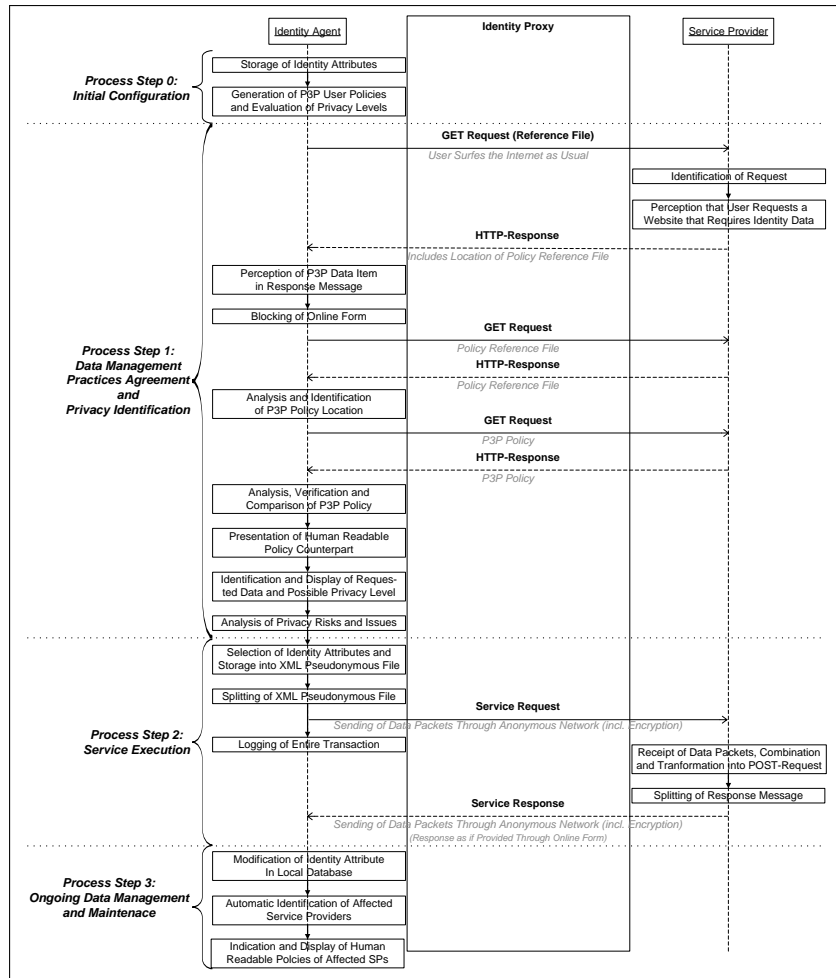 Identity Agent
Identity Proxy
Service Provider
Process Step 0:
Initial Configuration
Storage of Identity Attributes
Generation of P3P User Policies
and Evaluation of Privacy Levels
GET Request (Reference File)
User Surfes the Internet as Usual
Identification of Request
Perception that User Requests a
Website that Requires Identity Data
HTTP-Response
Includes Location of Policy Reference File
Perception of P3P Data Item
in Response Message
Blocking of Online Form
GET Request
Policy Reference File
Process Step 1:
Data Management
Practices Agreement
and
Privacy Identification
HTTP-Response
Policy Reference File
Analysis and Identification
of P3P Policy Location
GET Request
P3P Policy
HTTP-Response
P3P Policy
Analysis, Verification and
Comparison of P3P Policy
Presentation of Human Readable
Policy Counterpart
Identification and Display of Reques-
ted Data and Possible Privacy Level
Analysis of Privacy Risks and Issues
Selection of Identity Attributes and
Storage into XML Pseudonymous File
Splitting of XML Pseudonymous File
Process Step 2:
Service Execution
Service Request
Sending of Data Packets Through Anonymous Network (incl. Encryption)
Logging of Entire Transaction
Receipt of Data Packets, Combination
and Tranformation into POST-Request
Splitting of Response Message
Service Response
Sending of Data Packets Through Anonymous Network (incl. Encryption)
(Response as if Provided Through Online Form)
Process Step 3:
Ongoing Data Management
and Maintenace
Modification of Identity Attribute
In Local Database
Automatic Identification of Affected
Service Providers
Indication and Display of Human
Readable Polcies of Affected SPs